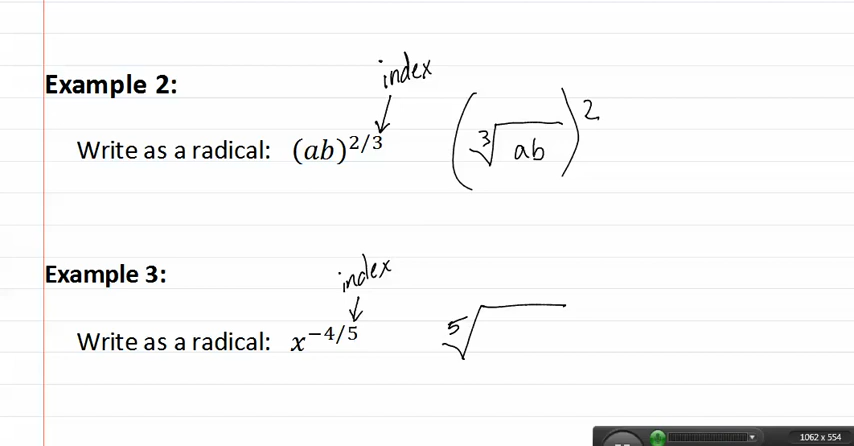 index
Example 2:
Write as a radical: (ab)^2/3 (∛ab)^2
index
Example 3:
Write as a radical: x^−4/5 ⁵√
1062 x 554